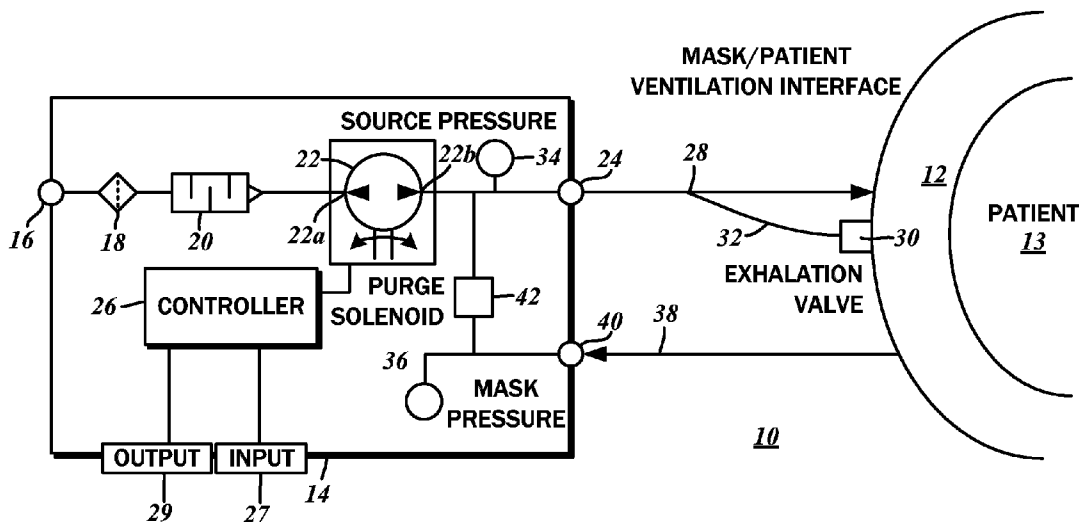 MASK/PATIENT
VENTILATION INTERFACE
SOURCE PRESSURE
22
22b
34
24
28
12
PATIENT
13
16
18
20
22a
32
30
EXHALATION
VALVE
26
CONTROLLER
PURGE
SOLENOID
42
40
38
36
MASK
PRESSURE
10
OUTPUT
INPUT
14
29
27